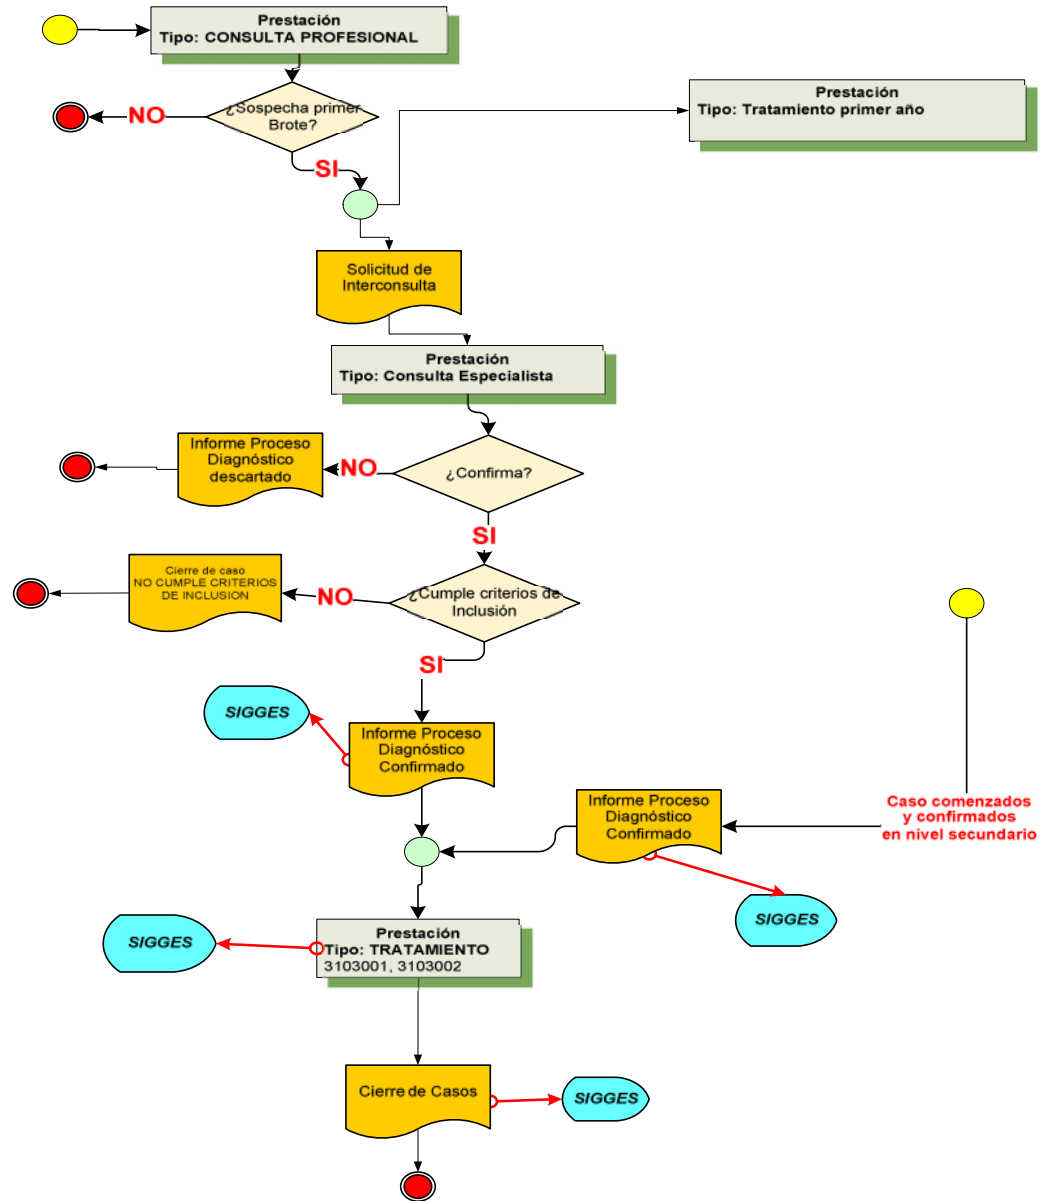 Prestación
Tipo: CONSULTA PROFESIONAL
¿Sospecha primer
Brote?
NO
Prestación
Tipo: Tratamiento primer año
SI
Solicitud de
Interconsulta
Prestación
Tipo: Consulta Especialista
Informe Proceso
Diagnóstico
descartado
NO
¿Confirma?
SI
Cierre de caso
NO CUMPLE CRITERIOS
DE INCLUSION
NO
¿Cumple criterios de
Inclusión
SI
SIGGES
Informe Proceso
Diagnóstico
Confirmado
Informe Proceso
Diagnóstico
Confirmado
Caso comenzados
y confirmados
en nivel secundario
SIGGES
SIGGES
Prestación
Tipo: TRATAMIENTO
3103001, 3103002
Cierre de Casos
SIGGES